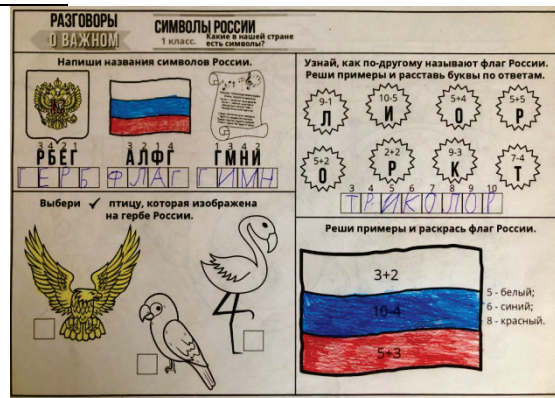 РАЗГОВОРЫ
О ВАЖНОМ
СИМВОЛЫ РОССИИ
1 класс. Какие в нашей стране есть символы?
Напиши названия символов России.
3 4 2 1
РБЕГ
ГЕРБ
3 2 1 4
АЛФГ
ФЛАГ
1 3 4 2
ГМНИ
ГИМН
Выбери ✓ птицу, которая изображена
на гербе России.
Узнай, как по-другому называют флаг России.
Реши примеры и расставь буквы по ответам.
9-1 10-5 5+4 5+5
Л И О Р
5+2 2+2 9-3 7-4
О Р К Т
3 4 5 6 7 8 9 10
ТРИКОЛОР
Реши примеры и раскрась флаг России.
3+2
10-4
5+3
5 - белый;
6 - синий;
8 - красный.